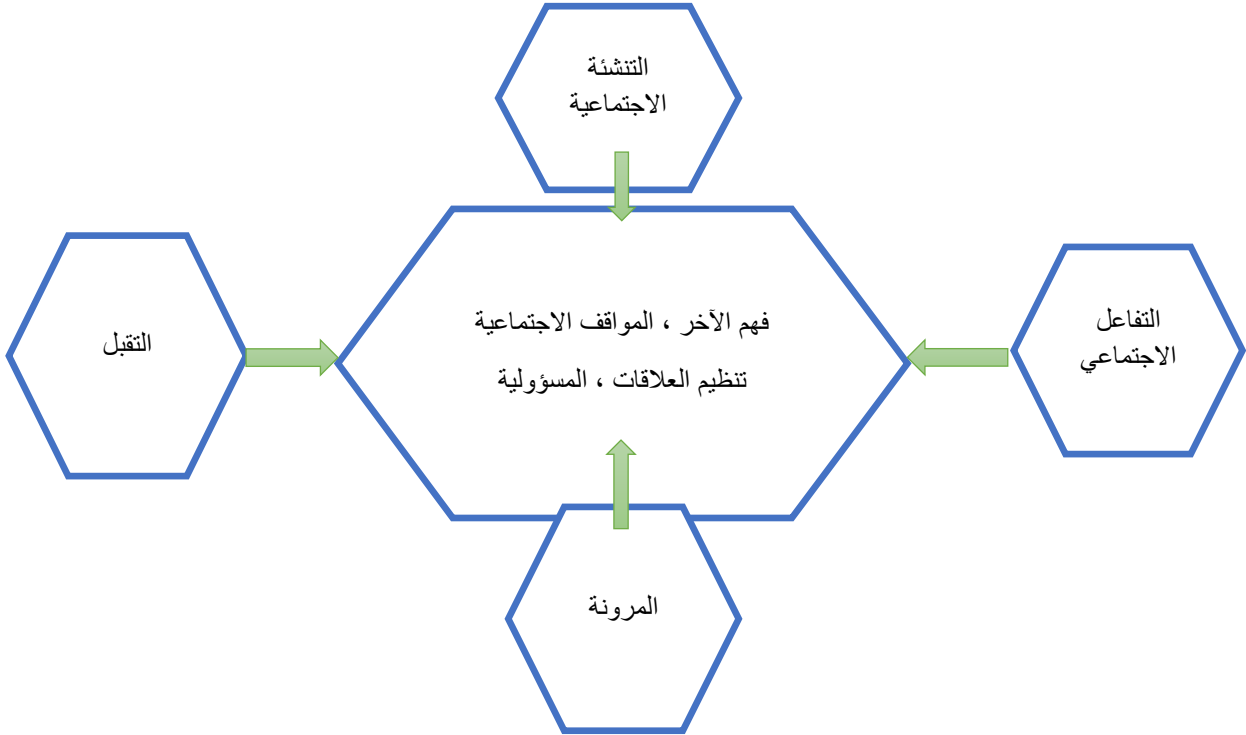 التنشئة
الاجتماعية
التفاعل
الاجتماعي
فهم الآخر ، المواقف الاجتماعية
تنظيم العلاقات ، المسؤولية
التقبل
المرونة